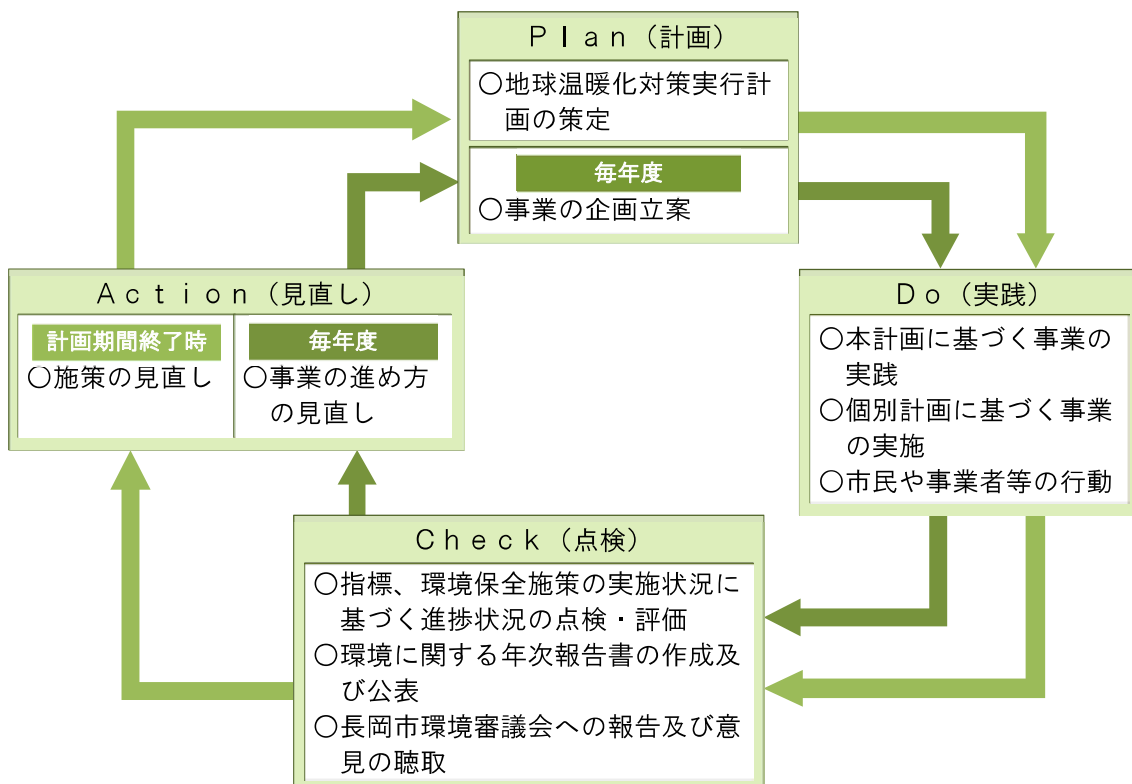 Ｐｌａｎ（計画）
○地球温暖化対策実行計
画の策定
毎年度
○事業の企画立案
Ａｃｔｉｏｎ（見直し）
計画期間終了時
○施策の見直し
毎年度
○事業の進め方
の見直し
Ｄｏ（実践）
○本計画に基づく事業の
実践
○個別計画に基づく事業
の実施
○市民や事業者等の行動
Ｃｈｅｃｋ（点検）
○指標、環境保全施策の実施状況に
基づく進捗状況の点検・評価
○環境に関する年次報告書の作成及
び公表
○長岡市環境審議会への報告及び意
見の聴取